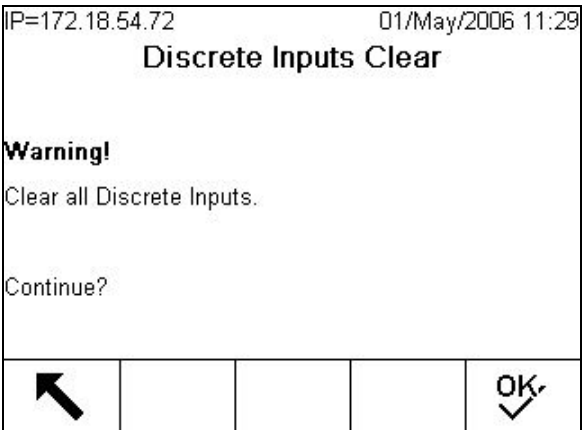 IP=172.18.54.72 01/May/2006 11:29
Discrete Inputs Clear
Warning!
Clear all Discrete Inputs.
Continue?
OK